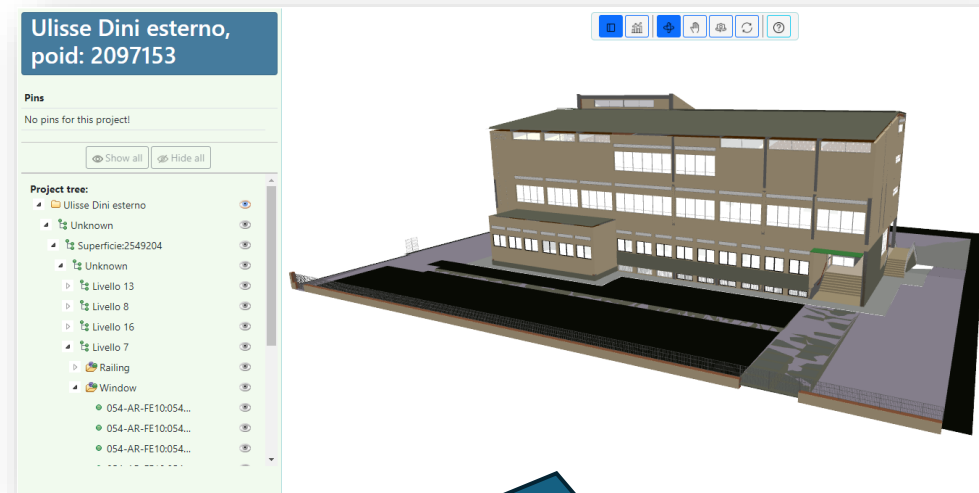 Ulisse Dini esterno,
poid: 2097153
Pins
No pins for this project!
Show all Hide all
Project tree:
Ulisse Dini esterno
Unknown
Superficie:2549204
Unknown
Livello 13
Livello 8
Livello 16
Livello 7
Railing
Window
054-AR-FE10:054...
054-AR-FE10:054...
054-AR-FE10:054...